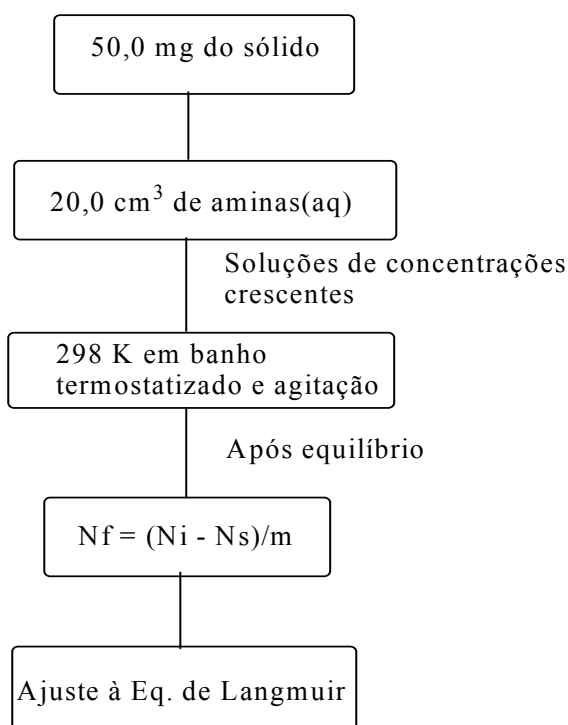 50,0 mg do sólido
20,0 cm³ de aminas(aq)
Soluções de concentrações
crescentes
298 K em banho
termostatizado e agitação
Após equilíbrio
Nf = (Ni - Ns)/m
Ajuste à Eq. de Langmuir